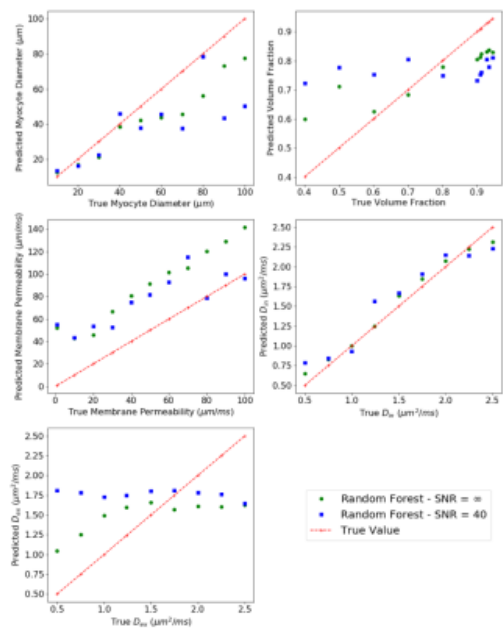 Predicted Myocyte Diameter (μm)
100
80
60
40
20
20 40 60 80 100
True Myocyte Diameter (μm)
Predicted Volume Fraction
0.9
0.8
0.7
0.6
0.5
0.4
0.4 0.5 0.6 0.7 0.8 0.9
True Volume Fraction
Predicted Membrane Permeability (μm/ms)
140
120
100
80
60
40
20
0
0 20 40 60 80 100
True Membrane Permeability (μm/ms)
Predicted D (μm²/ms)
2.50
2.25
2.00
1.75
1.50
1.25
1.00
0.75
0.50
0.5 1.0 1.5 2.0 2.5
True D (μm²/ms)
Predicted D (μm²/ms)
2.50
2.25
2.00
1.75
1.50
1.25
1.00
0.75
0.50
0.5 1.0 1.5 2.0 2.5
True D (μm²/ms)
Random Forest - SNR = ∞
Random Forest - SNR = 40
True Value